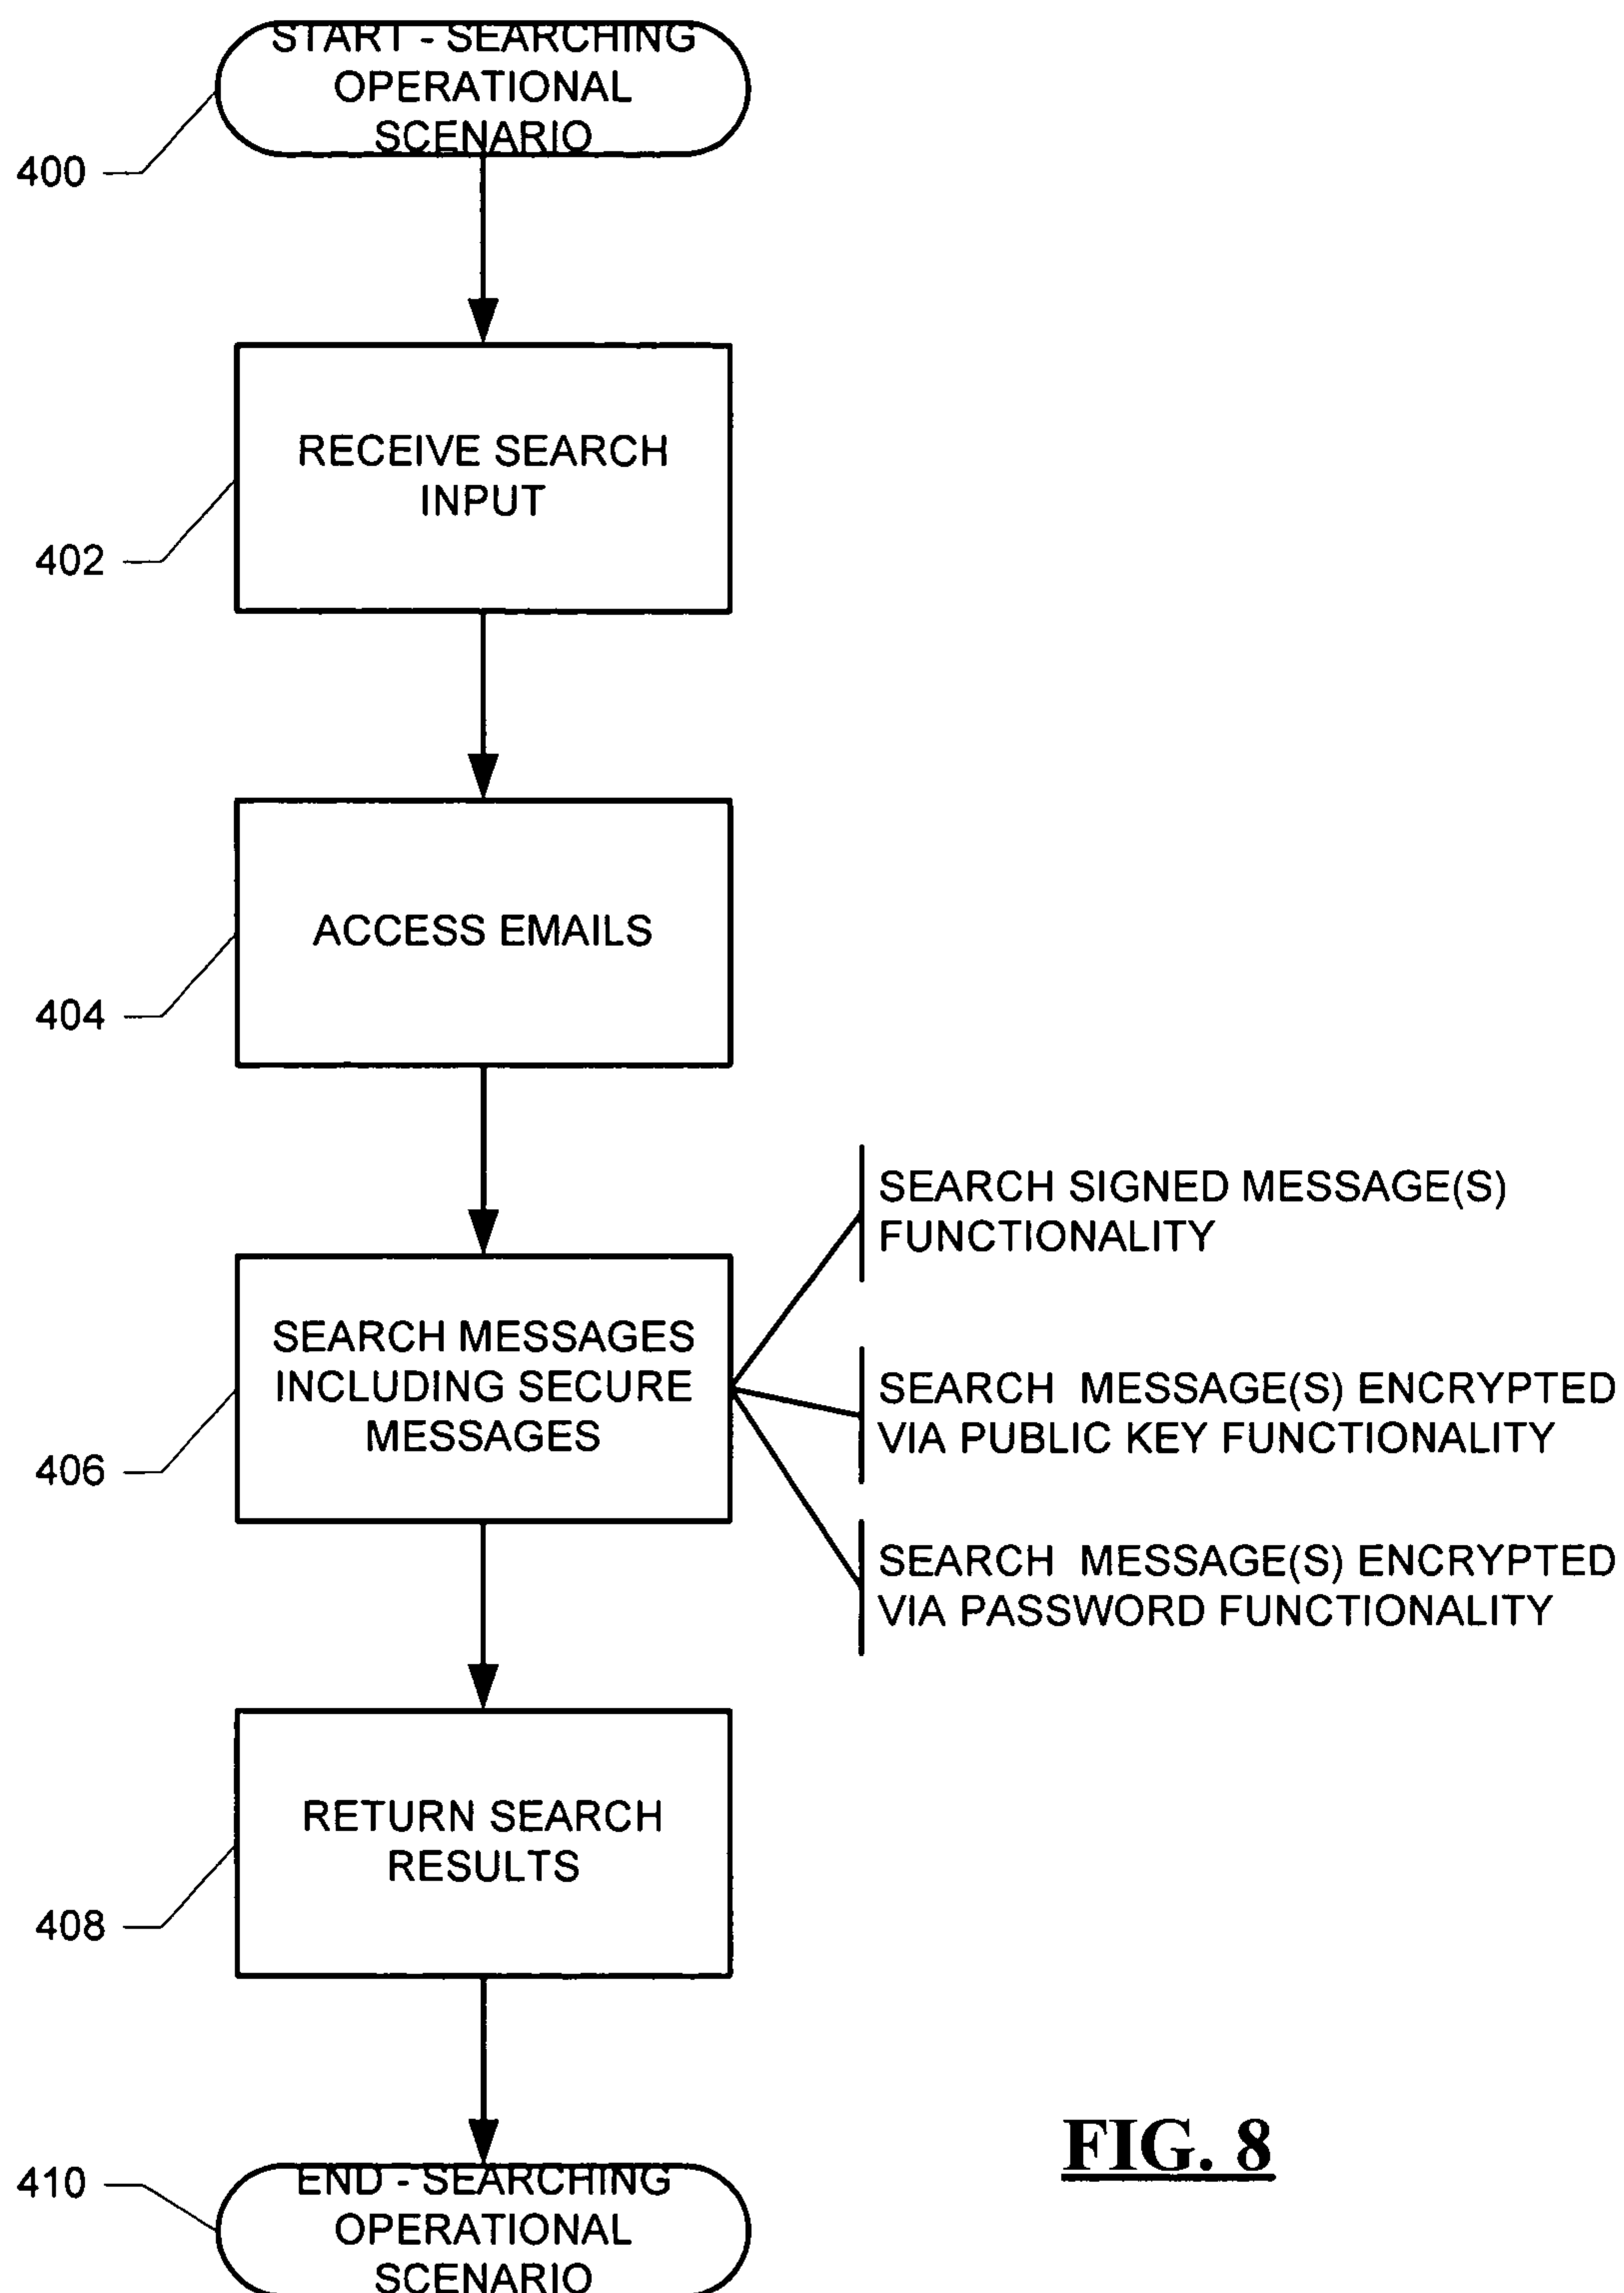 START - SEARCHING
OPERATIONAL
SCENARIO
400
RECEIVE SEARCH
INPUT
402
ACCESS EMAILS
404
SEARCH MESSAGES
INCLUDING SECURE
MESSAGES
406
SEARCH SIGNED MESSAGE(S)
FUNCTIONALITY
SEARCH MESSAGE(S) ENCRYPTED
VIA PUBLIC KEY FUNCTIONALITY
SEARCH MESSAGE(S) ENCRYPTED
VIA PASSWORD FUNCTIONALITY
RETURN SEARCH
RESULTS
408
410
END - SEARCHING
OPERATIONAL
SCENARIO
FIG. 8